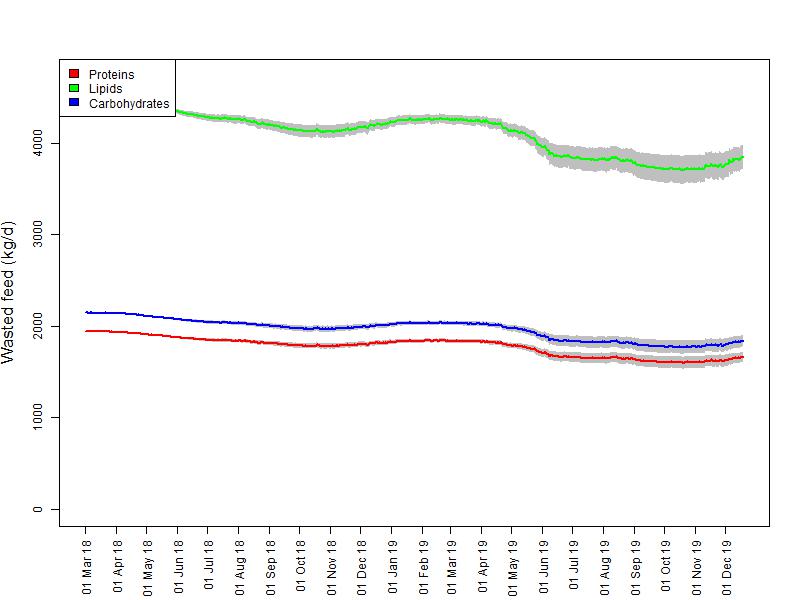 Proteins
Lipids
Carbohydrates
Wasted feed (kg/d)
4000
3000
2000
1000
0
01 Mar 18
01 Apr 18
01 May 18
01 Jun 18
01 Jul 18
01 Aug 18
01 Sep 18
01 Oct 18
01 Nov 18
01 Dec 18
01 Jan 19
01 Feb 19
01 Mar 19
01 Apr 19
01 May 19
01 Jun 19
01 Jul 19
01 Aug 19
01 Sep 19
01 Oct 19
01 Nov 19
01 Dec 19